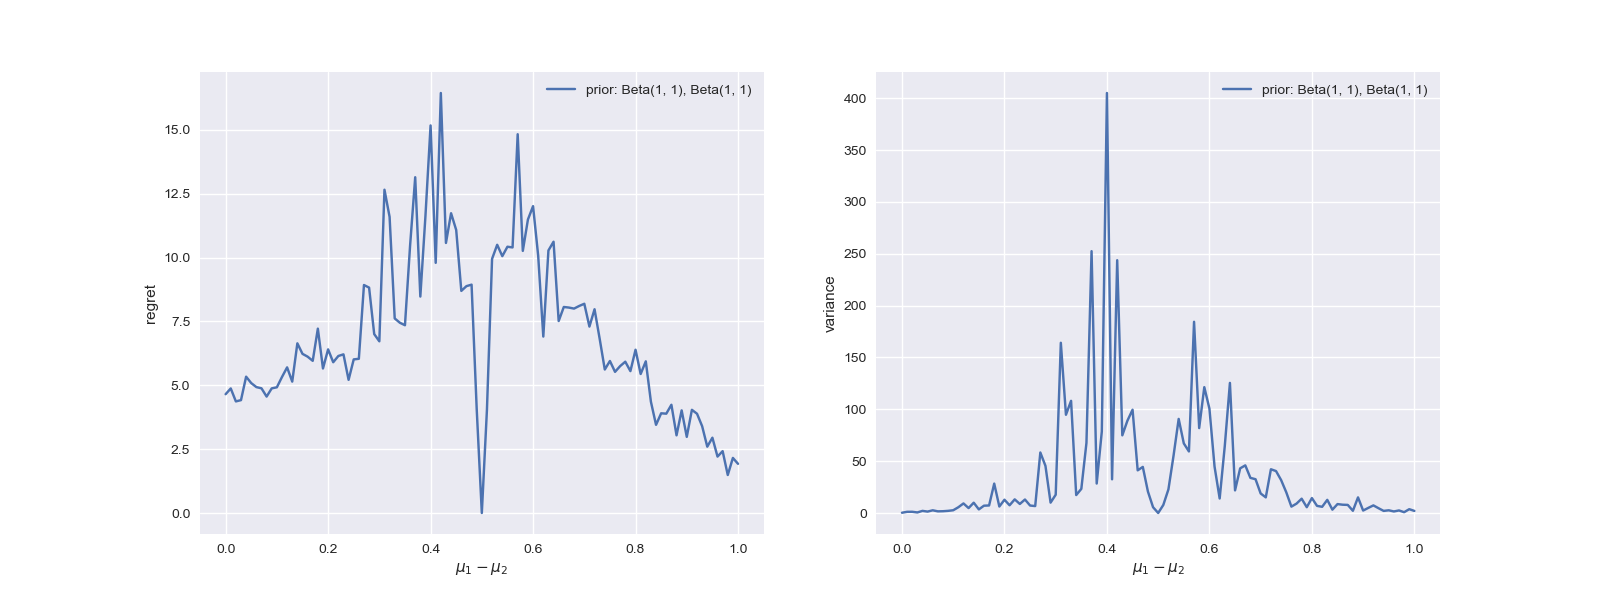 prior: Beta(1, 1), Beta(1, 1)
15.0
12.5
10.0
7.5
5.0
2.5
0.0
regret
0.0 0.2 0.4 0.6 0.8 1.0
μ₁ − μ₂
prior: Beta(1, 1), Beta(1, 1)
400
350
300
250
200
150
100
50
0
variance
0.0 0.2 0.4 0.6 0.8 1.0
μ₁ − μ₂